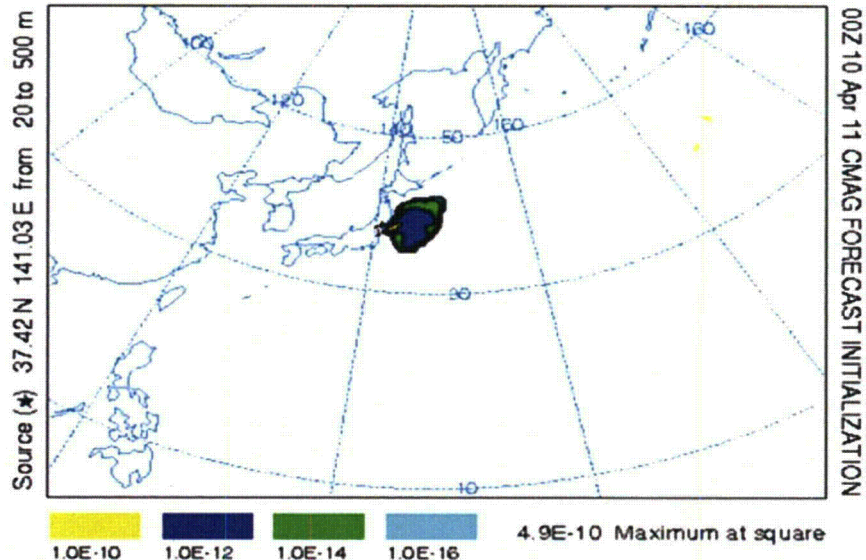 Source (★) 37.42 N 141.03 E from 20 to 500 m
100
120
140
50
160
160
30
10
00Z 10 Apr 11 CMAG FORECAST INITIALIZATION
1.0E-10 1.0E-12 1.0E-14 1.0E-16
4.9E-10 Maximum at square